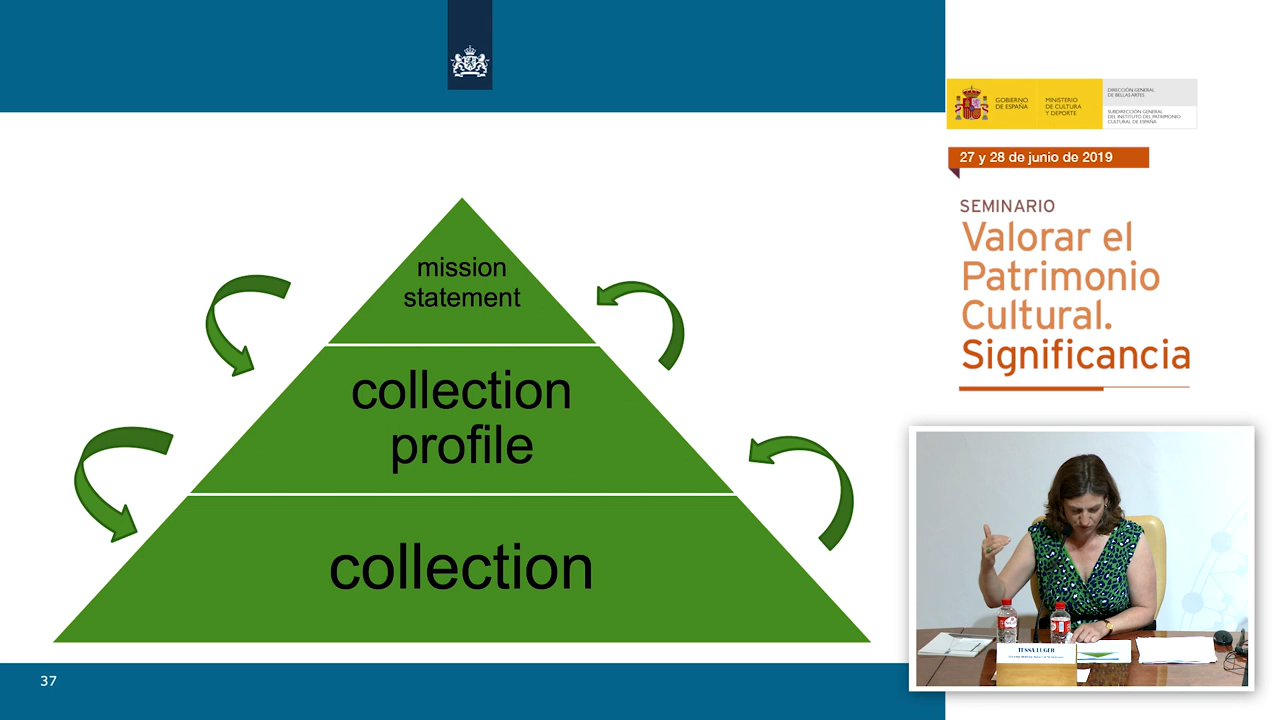 mission
statement
collection
profile
collection
37
GOBIERNO
DE ESPAÑA
MINISTERIO
DE CULTURA
Y DEPORTE
DIRECCIÓN GENERAL
DE BELLAS ARTES
SUBDIRECCIÓN GENERAL
DEL INSTITUTO DEL PATRIMONIO
CULTURAL DE ESPAÑA
27 y 28 de junio de 2019
SEMINARIO
Valorar el
Patrimonio
Cultural.
Significancia
TESSA LUGER